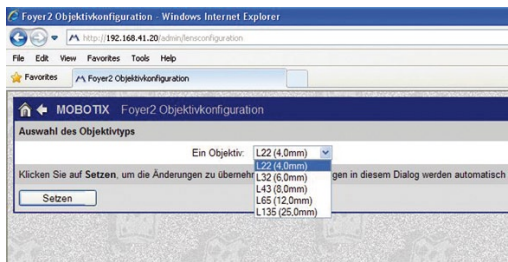 Foyer2 Objektivkonfiguration - Windows Internet Explorer
http://192.168.41.20/admin/lensconfiguration
File Edit View Favorites Tools Help
Favorites Foyer2 Objektivkonfiguration
MOBOTIX Foyer2 Objektivkonfiguration
Auswahl des Objektivtyps
Ein Objektiv: L22 (4,0mm)
L22 (4,0mm)
L32 (6,0mm)
L43 (8,0mm)
L65 (12,0mm)
L135 (25,0mm)
Klicken Sie auf Setzen, um die Änderungen zu übernehm gen in diesem Dialog werden automatisch
Setzen